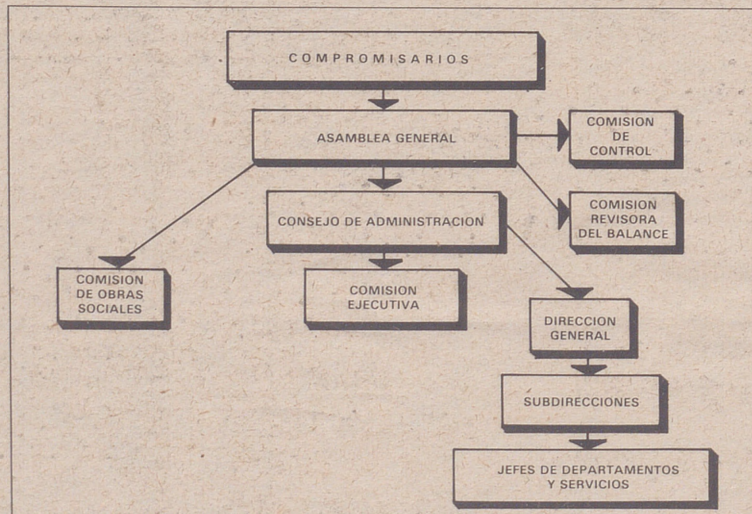 COMPROMISARIOS
ASAMBLEA GENERAL
COMISION
DE
CONTROL
CONSEJO DE ADMINISTRACION
COMISION
REVISORA
DEL BALANCE
COMISION
DE OBRAS
SOCIALES
COMISION
EJECUTIVA
DIRECCION
GENERAL
SUBDIRECCIONES
JEFES DE DEPARTAMENTOS
Y SERVICIOS